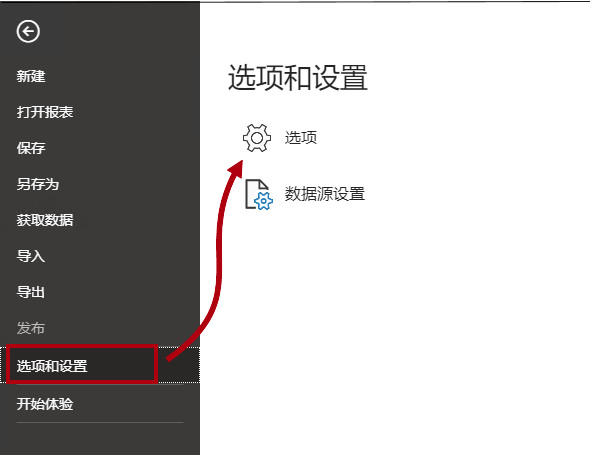 新建
打开报表
保存
另存为
获取数据
导入
导出
发布
选项和设置
开始体验
选项和设置
选项
数据源设置